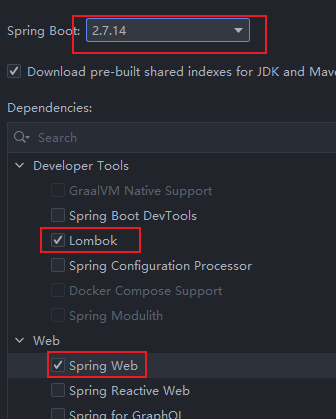 Spring Boot: 2.7.14
Download pre-built shared indexes for JDK and Mave
Dependencies:
Search
Developer Tools
GraalVM Native Support
Spring Boot DevTools
Lombok
Spring Configuration Processor
Docker Compose Support
Spring Modulith
Web
Spring Web
Spring Reactive Web
Spring for GraphQL